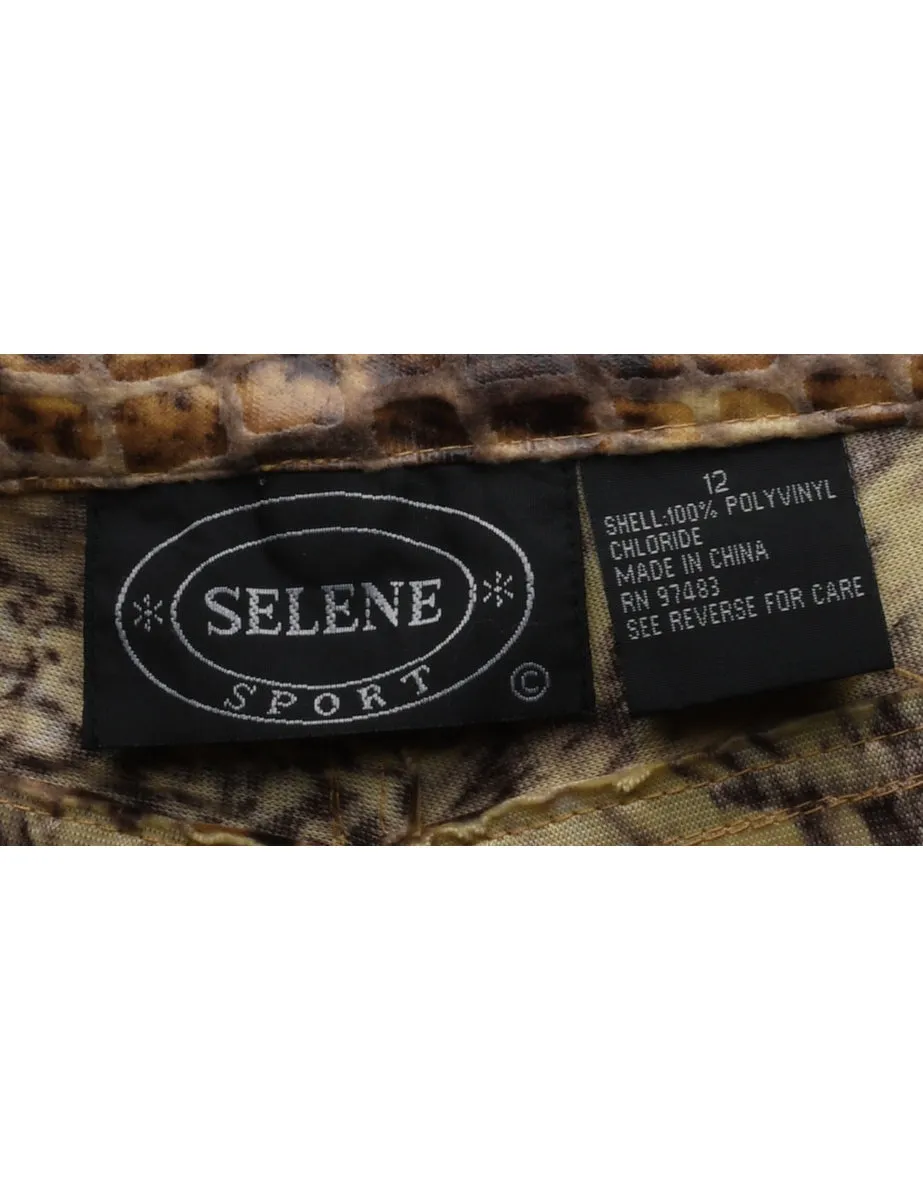 SELENE
SPORT
©
12
SHELL:100% POLYVINYL
CHLORIDE
MADE IN CHINA
RN 97483
SEE REVERSE FOR CARE